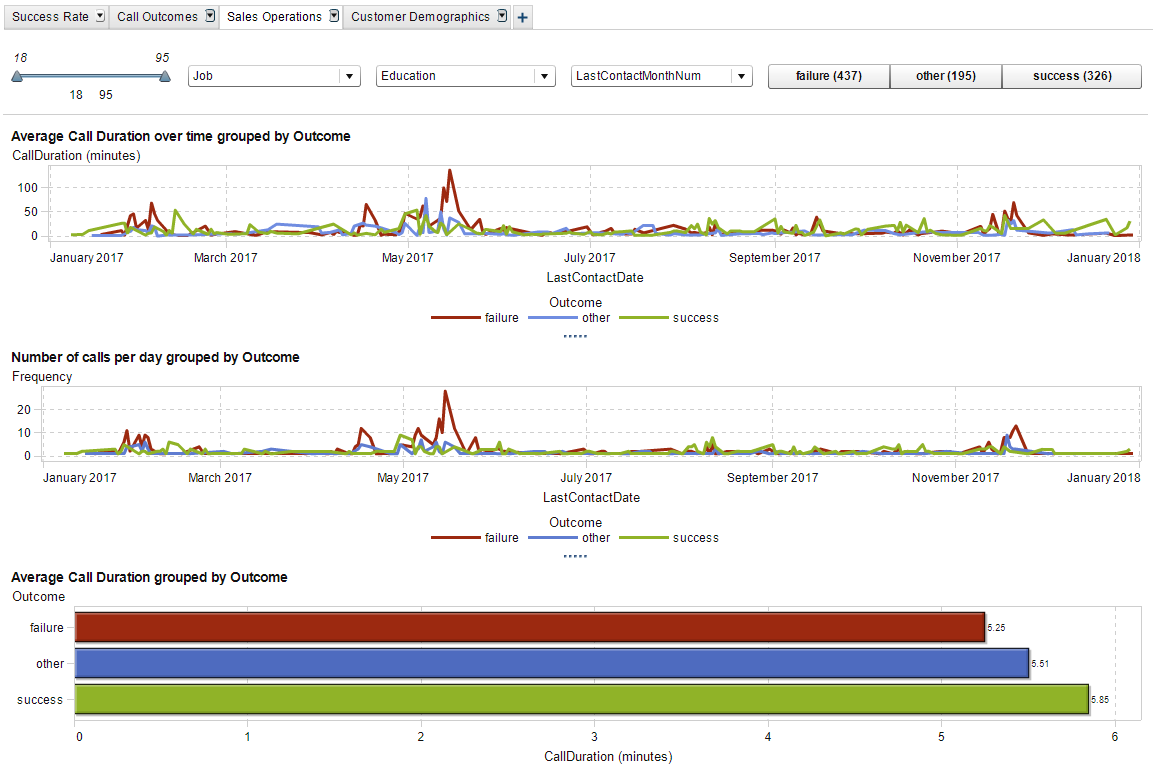 Success Rate Call Outcomes Sales Operations Customer Demographics +
18 95
18 95
Job Education LastContactMonthNum failure (437) other (195) success (326)
Average Call Duration over time grouped by Outcome
CallDuration (minutes)
100
50
0
January 2017 March 2017 May 2017 July 2017 September 2017 November 2017 January 2018
LastContactDate
Outcome
failure other success
Number of calls per day grouped by Outcome
Frequency
20
10
0
January 2017 March 2017 May 2017 July 2017 September 2017 November 2017 January 2018
LastContactDate
Outcome
failure other success
Average Call Duration grouped by Outcome
Outcome
failure 5.25
other 5.51
success 5.85
0 1 2 3 4 5 6
CallDuration (minutes)